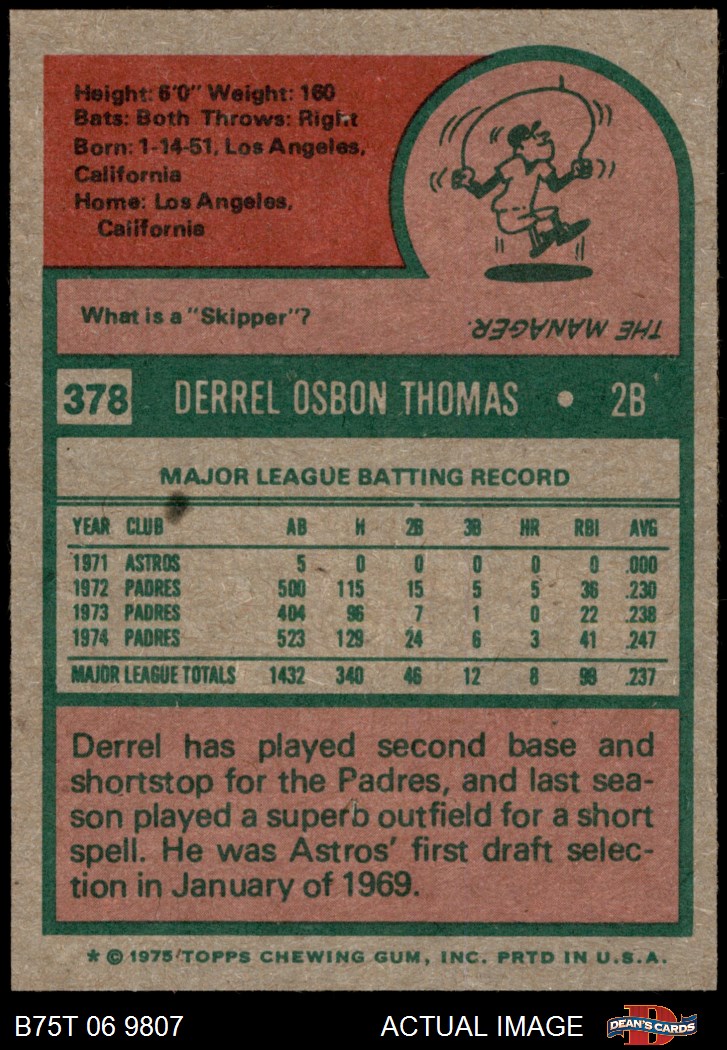 Height: 6'0" Weight: 160
Bats: Both Throws: Right
Born: 1-14-51, Los Angeles,
California
Home: Los Angeles,
California
What is a "Skipper"?
THE MANAGER.
378 DERREL OSBON THOMAS • 2B
MAJOR LEAGUE BATTING RECORD
YEAR CLUB AB H 2B 3B HR RBI AVG
1971 ASTROS 5 0 0 0 0 0 .000
1972 PADRES 500 115 15 5 5 36 .230
1973 PADRES 404 96 7 1 0 22 .238
1974 PADRES 523 129 24 6 3 41 .247
MAJOR LEAGUE TOTALS 1432 340 46 12 8 99 .237
Derrel has played second base and
shortstop for the Padres, and last sea-
son played a superb outfield for a short
spell. He was Astros' first draft selec-
tion in January of 1969.
* © 1975 TOPPS CHEWING GUM, INC. PRTD IN U.S.A.
B75T 06 9807 ACTUAL IMAGE D DEAN'S CARDS